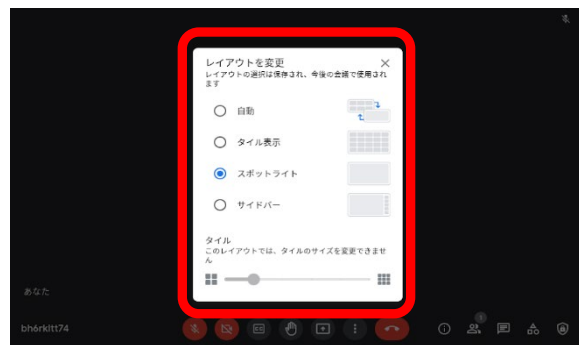 レイアウトを変更
レイアウトの選択は保存され、今後の会議で使用され
ます
自動
タイル表示
スポットライト
サイドバー
タイル
このレイアウトでは、タイルのサイズを変更できませ
ん
あなた
bh6rkitt74
1